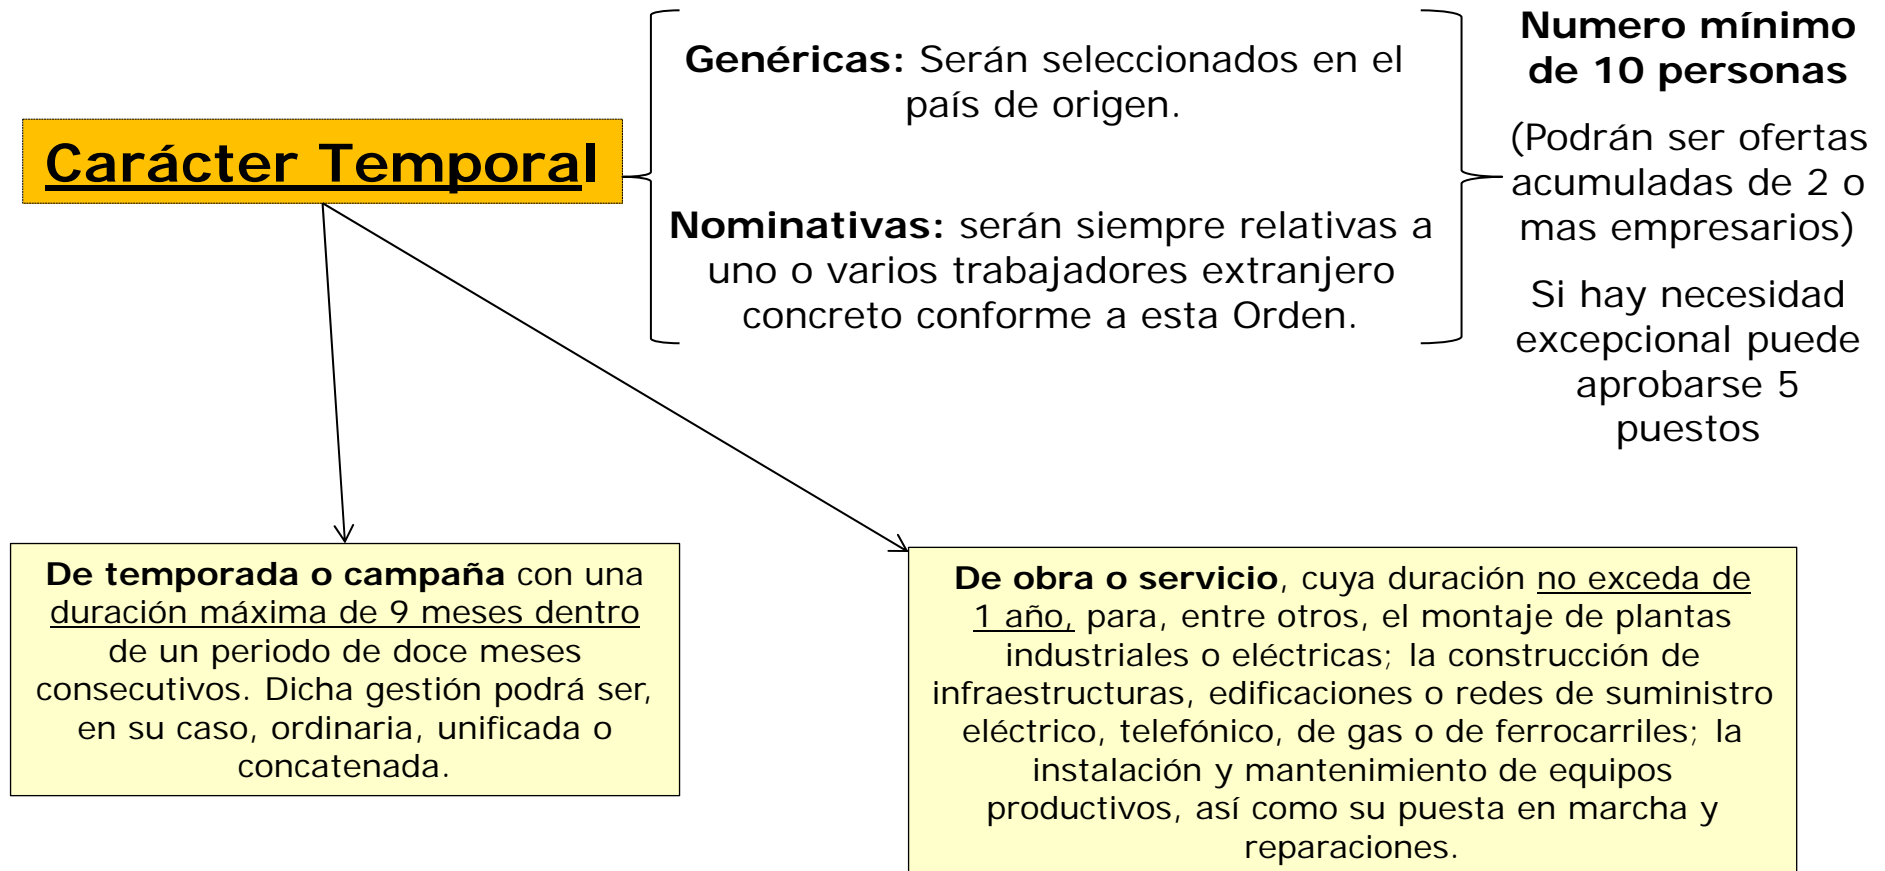 Carácter Temporal
Genéricas: Serán seleccionados en el
país de origen.
Nominativas: serán siempre relativas a
uno o varios trabajadores extranjero
concreto conforme a esta Orden.
Numero mínimo
de 10 personas
(Podrán ser ofertas
acumuladas de 2 o
mas empresarios)
Si hay necesidad
excepcional puede
aprobarse 5
puestos
De temporada o campaña con una
duración máxima de 9 meses dentro
de un periodo de doce meses
consecutivos. Dicha gestión podrá ser,
en su caso, ordinaria, unificada o
concatenada.
De obra o servicio, cuya duración no exceda de
1 año, para, entre otros, el montaje de plantas
industriales o eléctricas; la construcción de
infraestructuras, edificaciones o redes de suministro
eléctrico, telefónico, de gas o de ferrocarriles; la
instalación y mantenimiento de equipos
productivos, así como su puesta en marcha y
reparaciones.